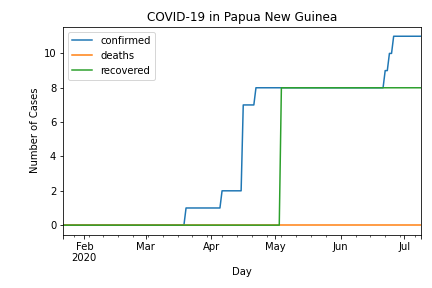 COVID-19 in Papua New Guinea
confirmed
deaths
recovered
10
8
6
4
2
0
Number of Cases
Feb
2020
Mar
Apr
May
Jun
Jul
Day